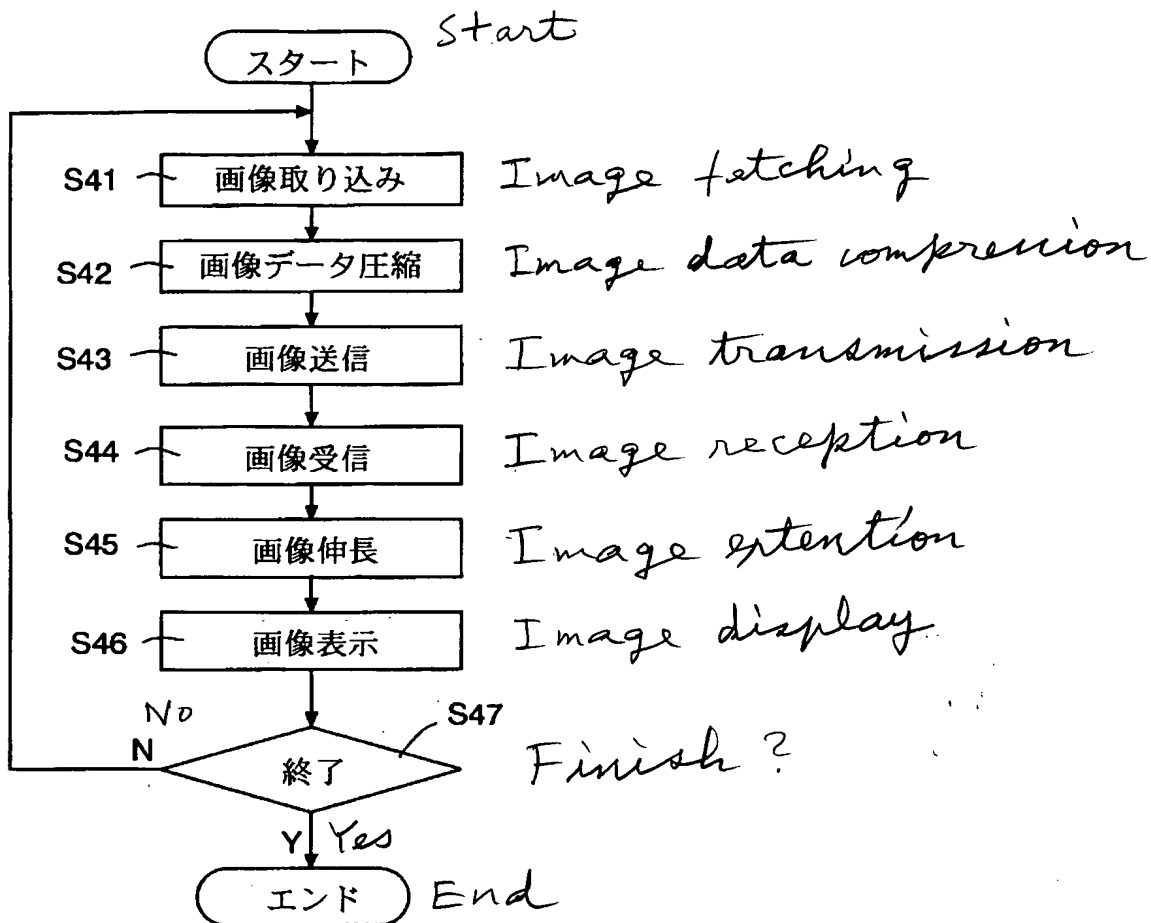 スタート Start
S41 画像取り込み Image fetching
S42 画像データ圧縮 Image data compression
S43 画像送信 Image transmission
S44 画像受信 Image reception
S45 画像伸長 Image extention
S46 画像表示 Image display
No S47
N 終了 Finish ?
Y Yes
エンド End